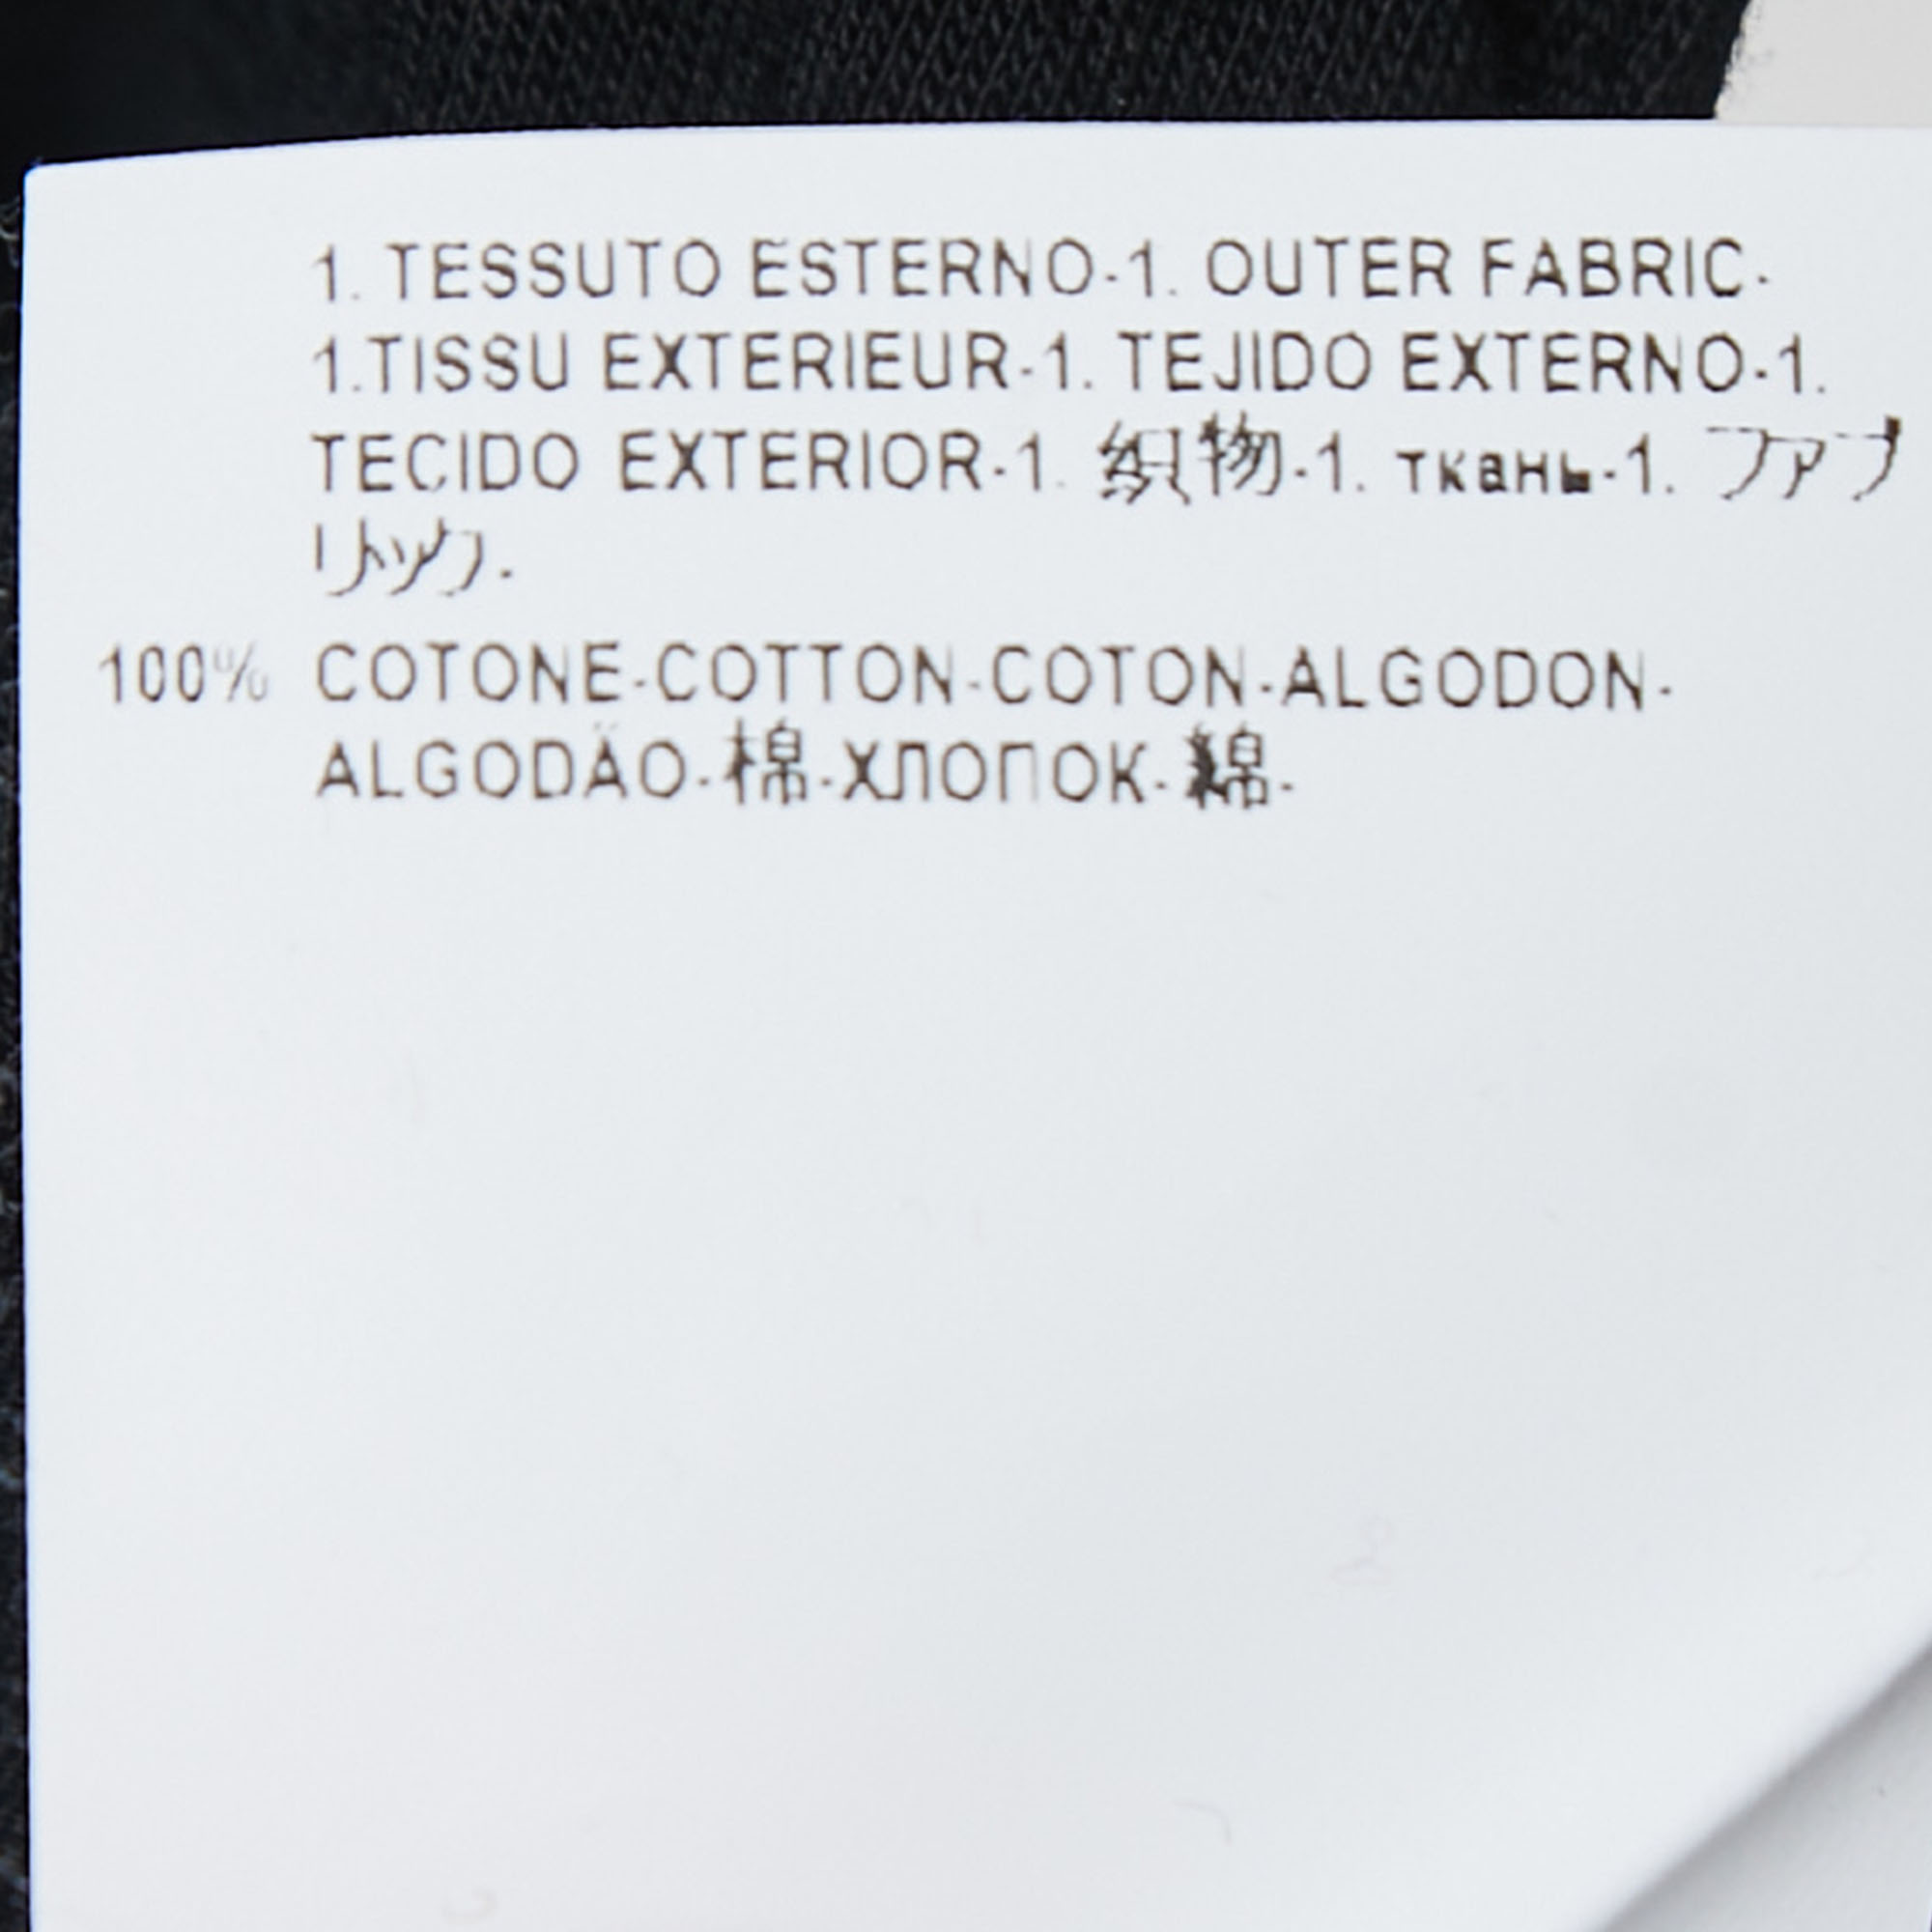 1. TESSUTO ESTERNO-1. OUTER FABRIC-
1.TISSU EXTERIEUR-1. TEJIDO EXTERNO-1.
TECIDO EXTERIOR-1. 织物-1. ткань-1. ファブ
リック-
100% COTONE-COTTON-COTON-ALGODON-
ALGODÃO-棉-ХЛОПОК-綿-